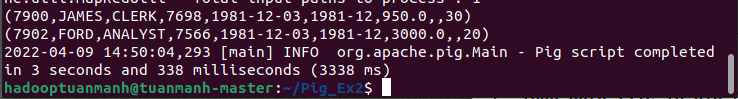 (7900,JAMES,CLERK,7698,1981-12-03,1981-12,950.0,,30)
(7902,FORD,ANALYST,7566,1981-12-03,1981-12,3000.0,,20)
2022-04-09 14:50:04,293 [main] INFO  org.apache.pig.Main - Pig script completed
in 3 seconds and 338 milliseconds (3338 ms)
hadooptuanmanh@tuanmanh-master:~/Pig_Ex2$